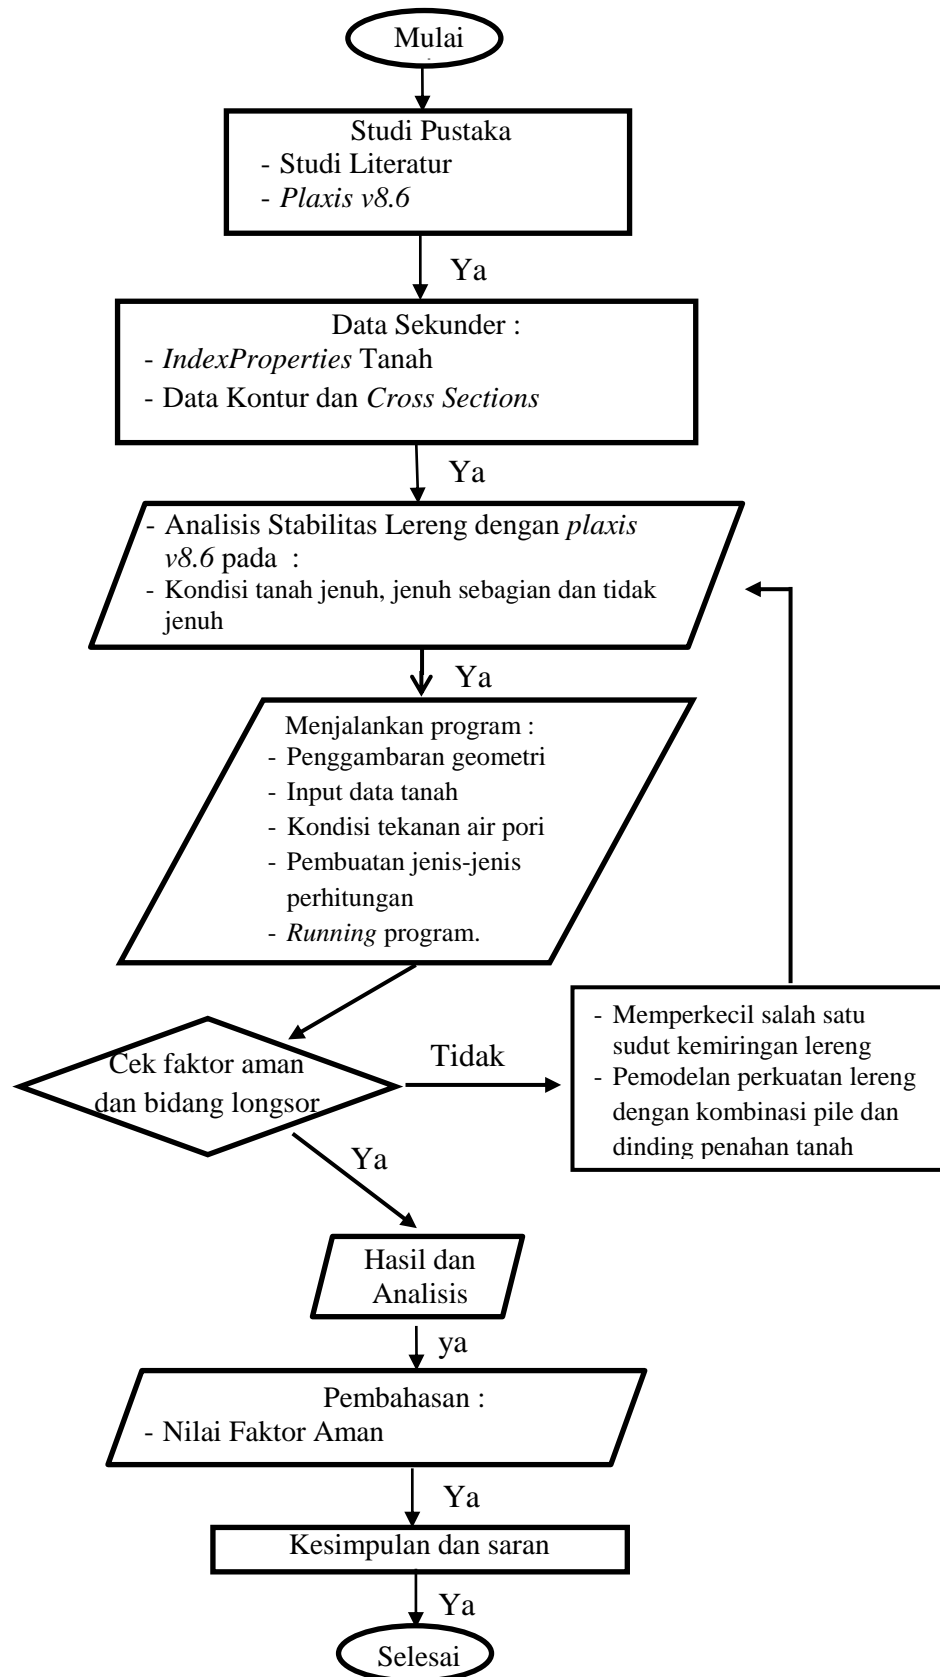 Mulai
Studi Pustaka
- Studi Literatur
- Plaxis v8.6
Ya
Data Sekunder :
- IndexProperties Tanah
- Data Kontur dan Cross Sections
Ya
- Analisis Stabilitas Lereng dengan plaxis
v8.6 pada :
- Kondisi tanah jenuh, jenuh sebagian dan tidak
jenuh
Ya
Menjalankan program :
- Penggambaran geometri
- Input data tanah
- Kondisi tekanan air pori
- Pembuatan jenis-jenis
perhitungan
- Running program.
Cek faktor aman
dan bidang longsor
Tidak
- Memperkecil salah satu
sudut kemiringan lereng
- Pemodelan perkuatan lereng
dengan kombinasi pile dan
dinding penahan tanah
Ya
Hasil dan
Analisis
ya
Pembahasan :
- Nilai Faktor Aman
Ya
Kesimpulan dan saran
Ya
Selesai